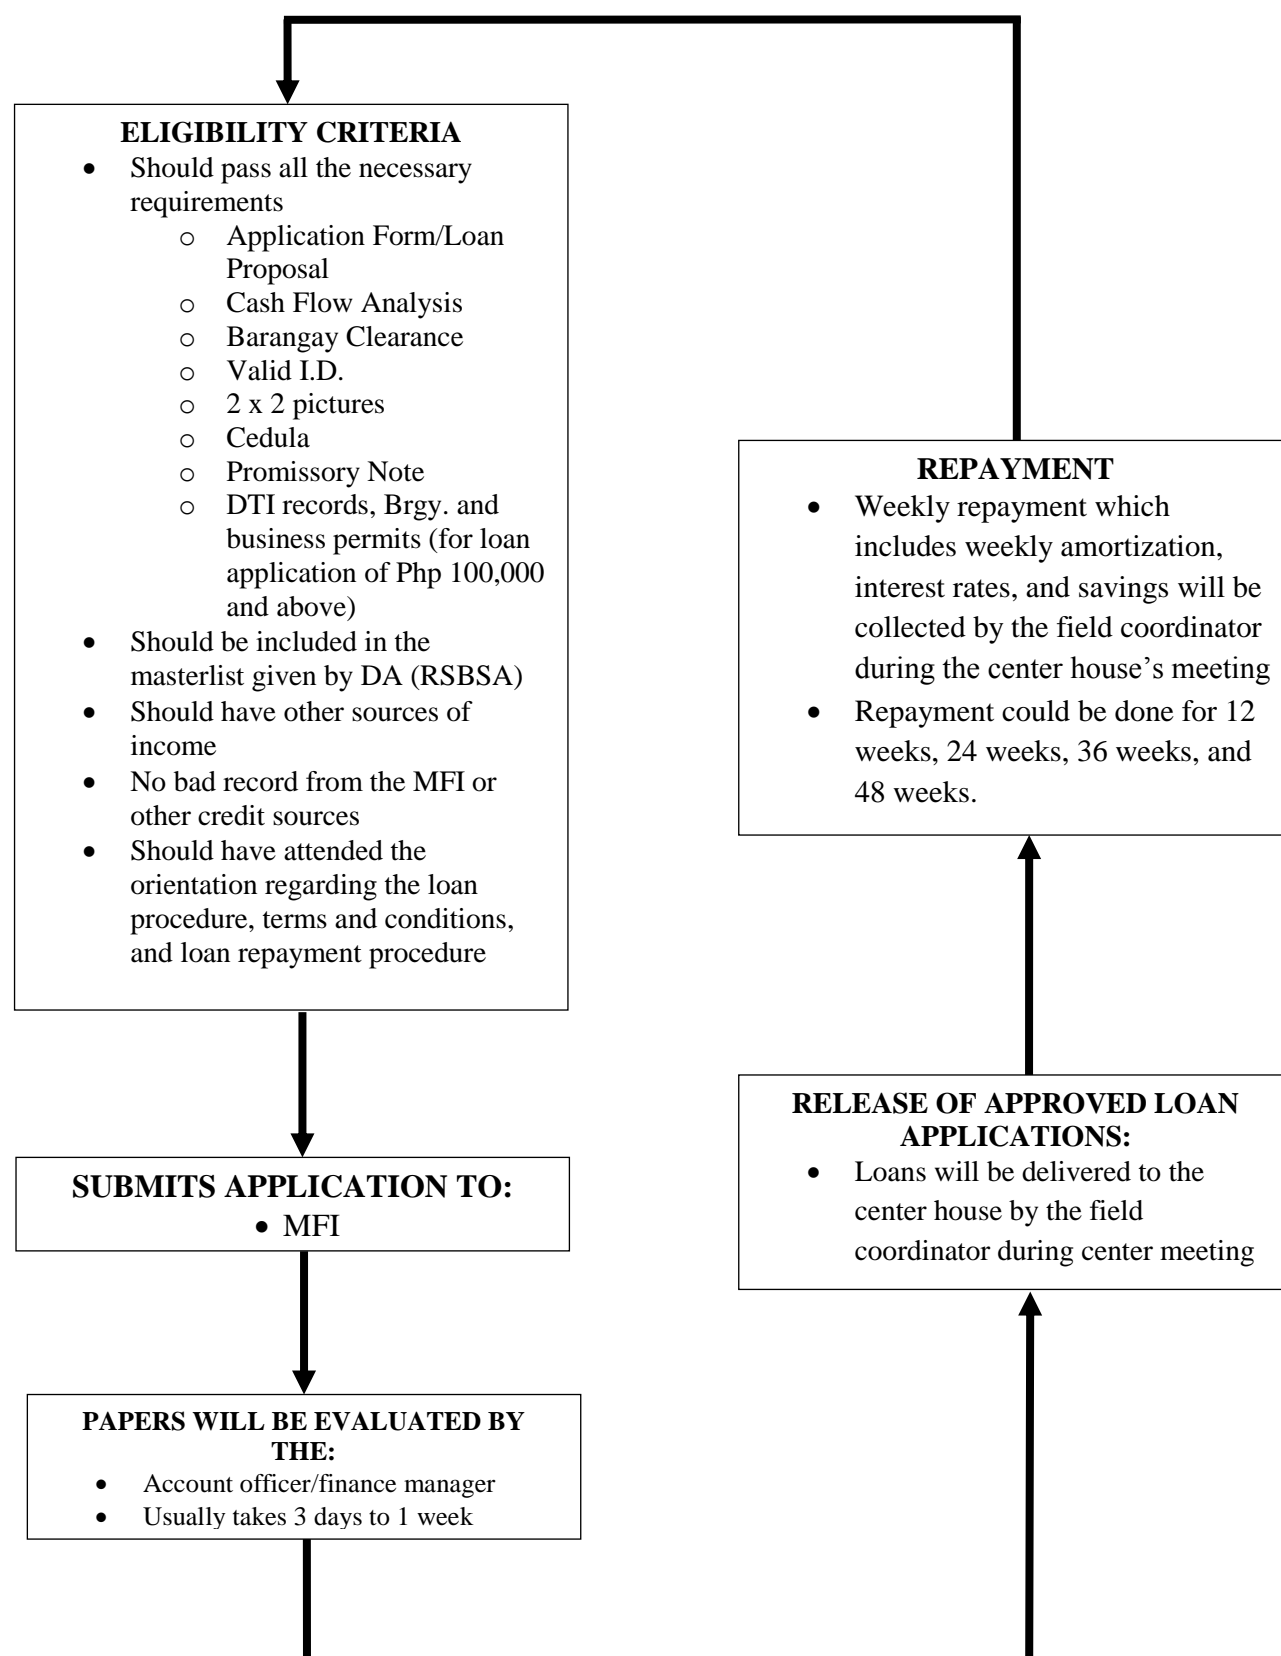 ELIGIBILITY CRITERIA
• Should pass all the necessary
requirements
o Application Form/Loan
Proposal
o Cash Flow Analysis
o Barangay Clearance
o Valid I.D.
o 2 x 2 pictures
o Cedula
o Promissory Note
o DTI records, Brgy. and
business permits (for loan
application of Php 100,000
and above)
• Should be included in the
masterlist given by DA (RSBSA)
• Should have other sources of
income
• No bad record from the MFI or
other credit sources
• Should have attended the
orientation regarding the loan
procedure, terms and conditions,
and loan repayment procedure
SUBMITS APPLICATION TO:
• MFI
PAPERS WILL BE EVALUATED BY
THE:
• Account officer/finance manager
• Usually takes 3 days to 1 week
RELEASE OF APPROVED LOAN
APPLICATIONS:
• Loans will be delivered to the
center house by the field
coordinator during center meeting
REPAYMENT
• Weekly repayment which
includes weekly amortization,
interest rates, and savings will be
collected by the field coordinator
during the center house’s meeting
• Repayment could be done for 12
weeks, 24 weeks, 36 weeks, and
48 weeks.